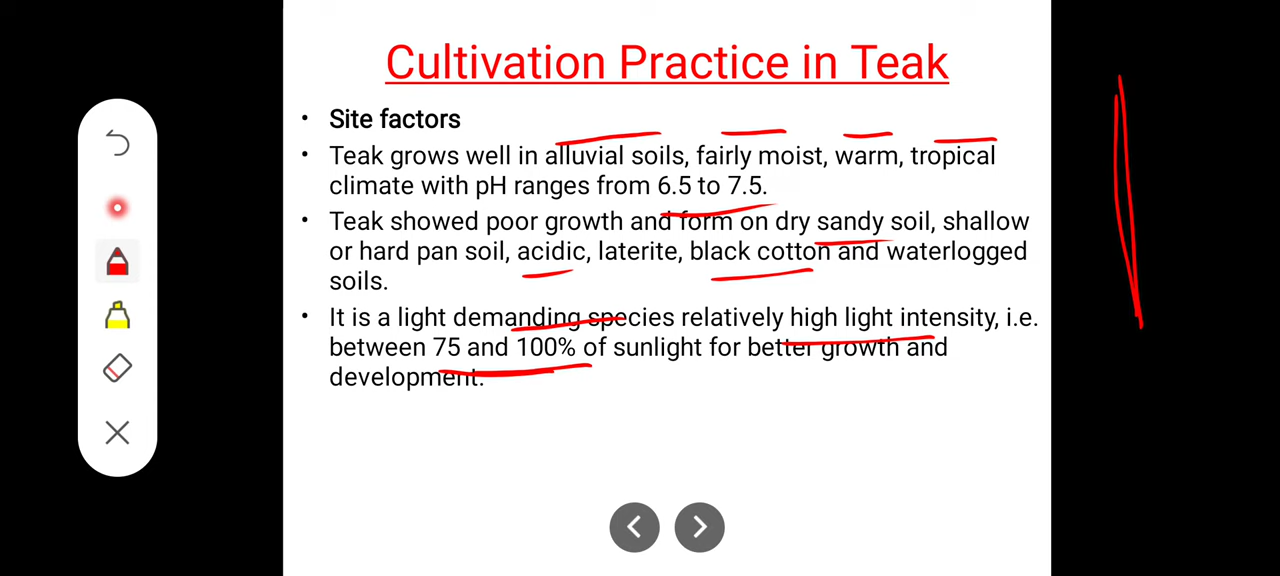 Cultivation Practice in Teak
• Site factors
• Teak grows well in alluvial soils, fairly moist, warm, tropical
climate with pH ranges from 6.5 to 7.5.
• Teak showed poor growth and form on dry sandy soil, shallow
or hard pan soil, acidic, laterite, black cotton and waterlogged
soils.
• It is a light demanding species relatively high light intensity, i.e.
between 75 and 100% of sunlight for better growth and
development.